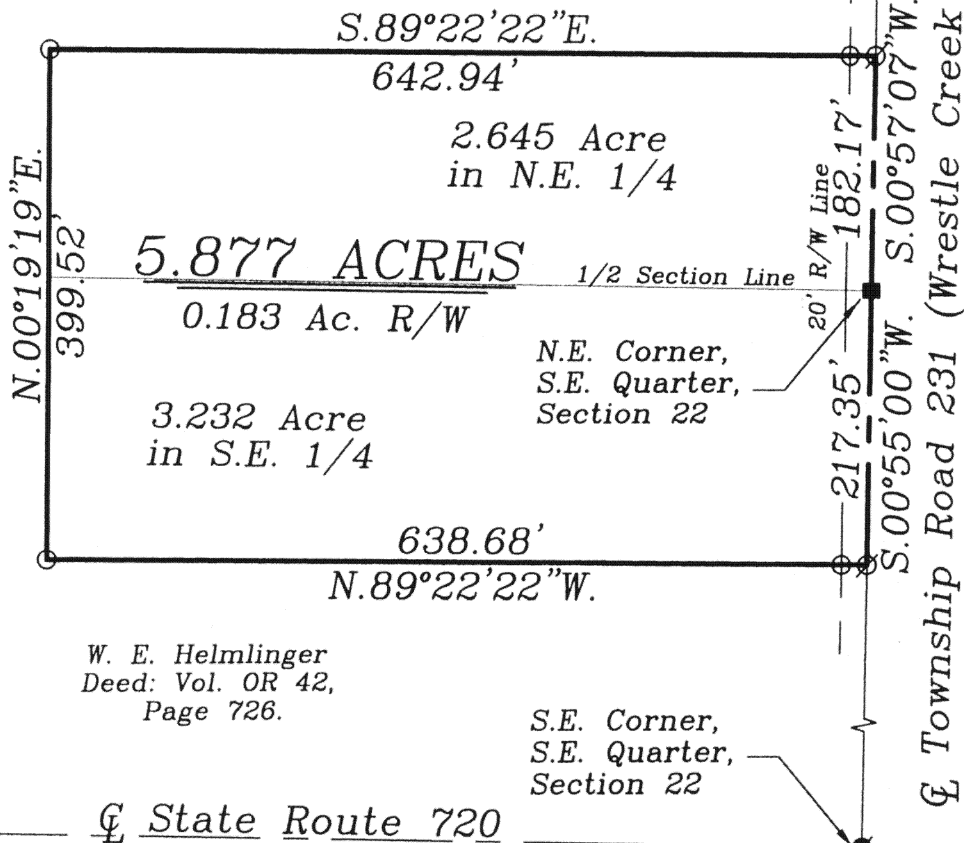 S.89°22'22"E.
642.94'
2.645 Acre
in N.E. 1/4
N.00°19'19"E.
399.52'
5.877 ACRES
0.183 Ac. R/W
1/2 Section Line
20' R/W Line
182.17'
S.00°57'07"W.
N.E. Corner,
S.E. Quarter,
Section 22
3.232 Acre
in S.E. 1/4
217.35'
S.00°55'00"W.
℄ Township Road 231 (Wrestle Creek
638.68'
N.89°22'22"W.
W. E. Helmlinger
Deed: Vol. OR 42,
Page 726.
S.E. Corner,
S.E. Quarter,
Section 22
℄ State Route 720